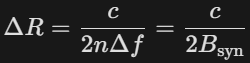 ΔR = c / 2nΔf = c / 2B_syn